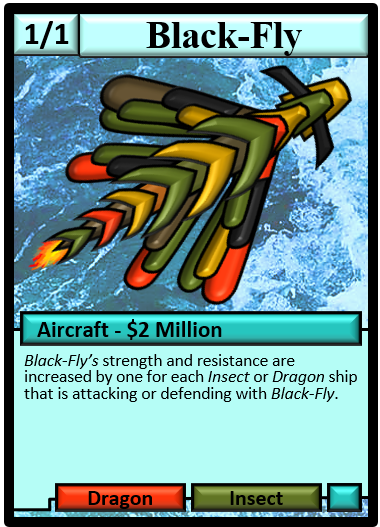 1/1
Black-Fly
Aircraft - $2 Million
Black-Fly's strength and resistance are
increased by one for each Insect or Dragon ship
that is attacking or defending with Black-Fly.
Dragon
Insect